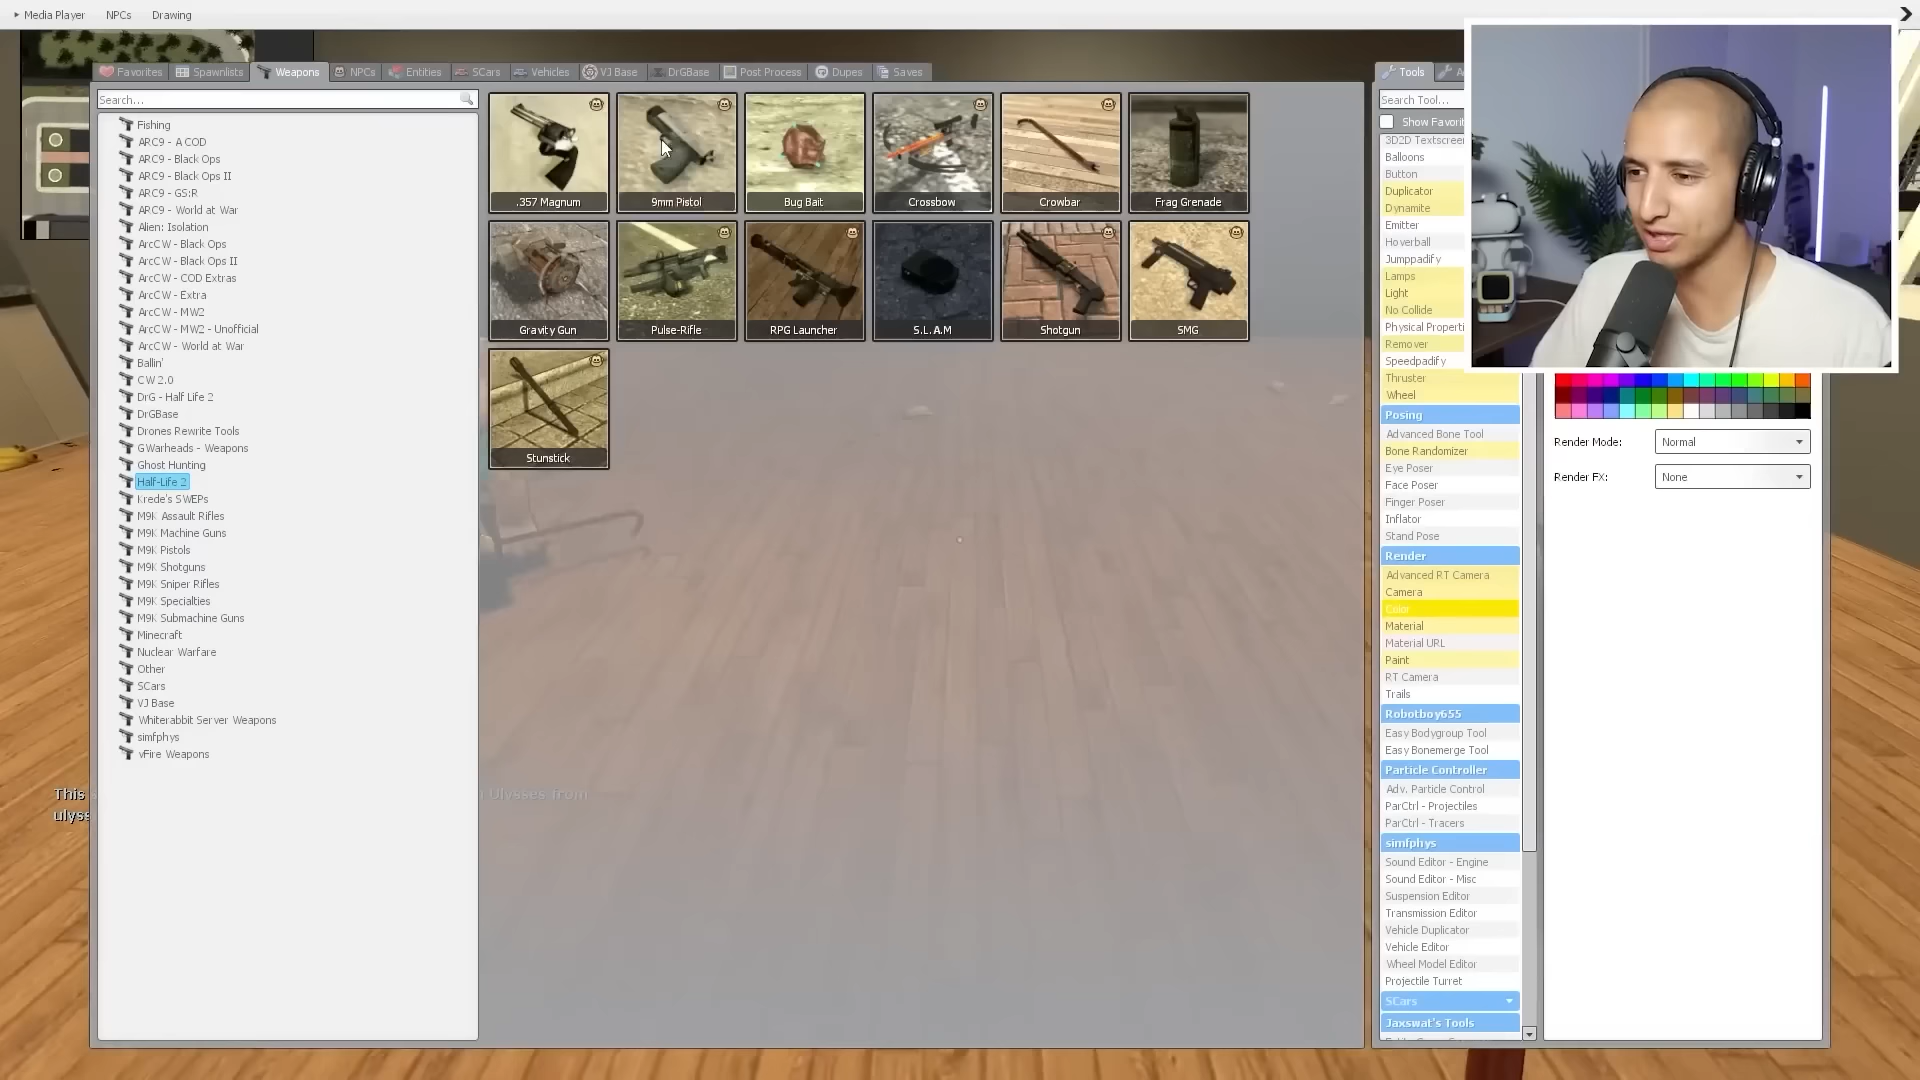 Media Player NPCs Drawing
Favorites Spawnlists Weapons NPCs Entities SCars Vehicles VJ Base DrGBase Post Process Dupes Saves
Search...
Fishing
ARC9 - A COD
ARC9 - Black Ops
ARC9 - Black Ops II
ARC9 - GS:R
ARC9 - World at War
Alien: Isolation
ArcCW - Black Ops
ArcCW - Black Ops II
ArcCW - COD Extras
ArcCW - Extra
ArcCW - MW2
ArcCW - MW2 - Unofficial
ArcCW - World at War
Ballin'
CW 2.0
DrG - Half Life 2
DrGBase
Drones Rewrite Tools
GWarheads - Weapons
Ghost Hunting
Half-Life 2
Krede's SWEPs
M9K Assault Rifles
M9K Machine Guns
M9K Pistols
M9K Shotguns
M9K Sniper Rifles
M9K Specialties
M9K Submachine Guns
Minecraft
Nuclear Warfare
Other
SCars
VJ Base
Whiterabbit Server Weapons
simfphys
vFire Weapons
.357 Magnum 9mm Pistol Bug Bait Crossbow Crowbar Frag Grenade
Gravity Gun Pulse-Rifle RPG Launcher S.L.A.M Shotgun SMG
Stunstick
This Ulysses from
ulyss
Tools
Search Tool...
Show Favorit
3D2D Textscreen
Balloons
Button
Duplicator
Dynamite
Emitter
Hoverball
Jumppadify
Lamps
Light
No Collide
Physical Properti
Remover
Speedpadify
Thruster
Wheel
Posing
Advanced Bone Tool
Bone Randomizer
Eye Poser
Face Poser
Finger Poser
Inflator
Stand Pose
Render
Advanced RT Camera
Camera
Color
Material
Material URL
Paint
RT Camera
Trails
Robotboy655
Easy Bodygroup Tool
Easy Bonemerge Tool
Particle Controller
Adv. Particle Control
ParCtrl - Projectiles
ParCtrl - Tracers
simfphys
Sound Editor - Engine
Sound Editor - Misc
Suspension Editor
Transmission Editor
Vehicle Duplicator
Vehicle Editor
Wheel Model Editor
Projectile Turret
SCars
Jaxswat's Tools
Render Mode: Normal
Render FX: None